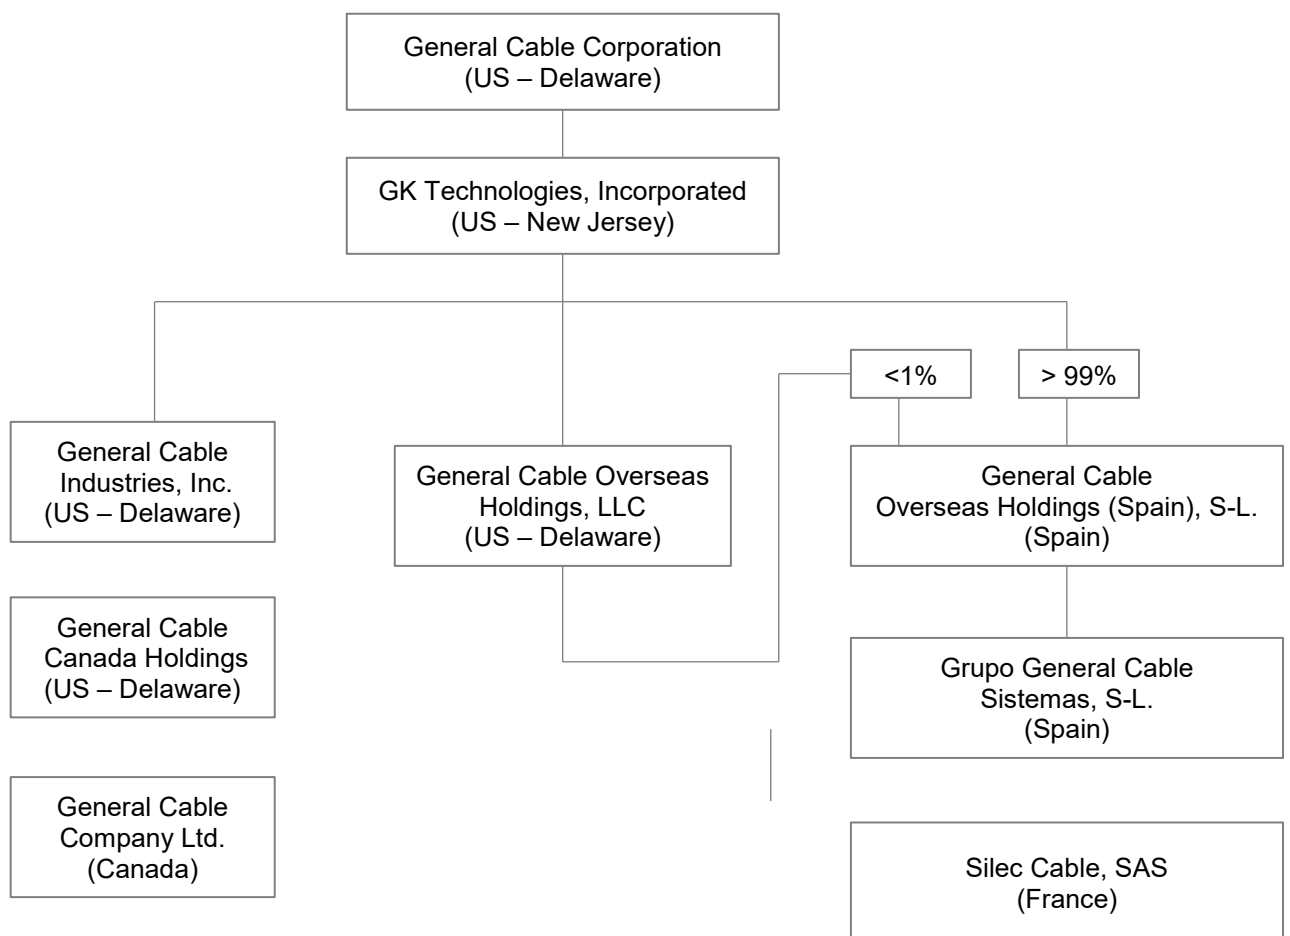 General Cable Corporation
(US – Delaware)
GK Technologies, Incorporated
(US – New Jersey)
<1%
> 99%
General Cable
Industries, Inc.
(US – Delaware)
General Cable Overseas
Holdings, LLC
(US – Delaware)
General Cable
Overseas Holdings (Spain), S-L.
(Spain)
General Cable
Canada Holdings
(US – Delaware)
Grupo General Cable
Sistemas, S-L.
(Spain)
General Cable
Company Ltd.
(Canada)
Silec Cable, SAS
(France)